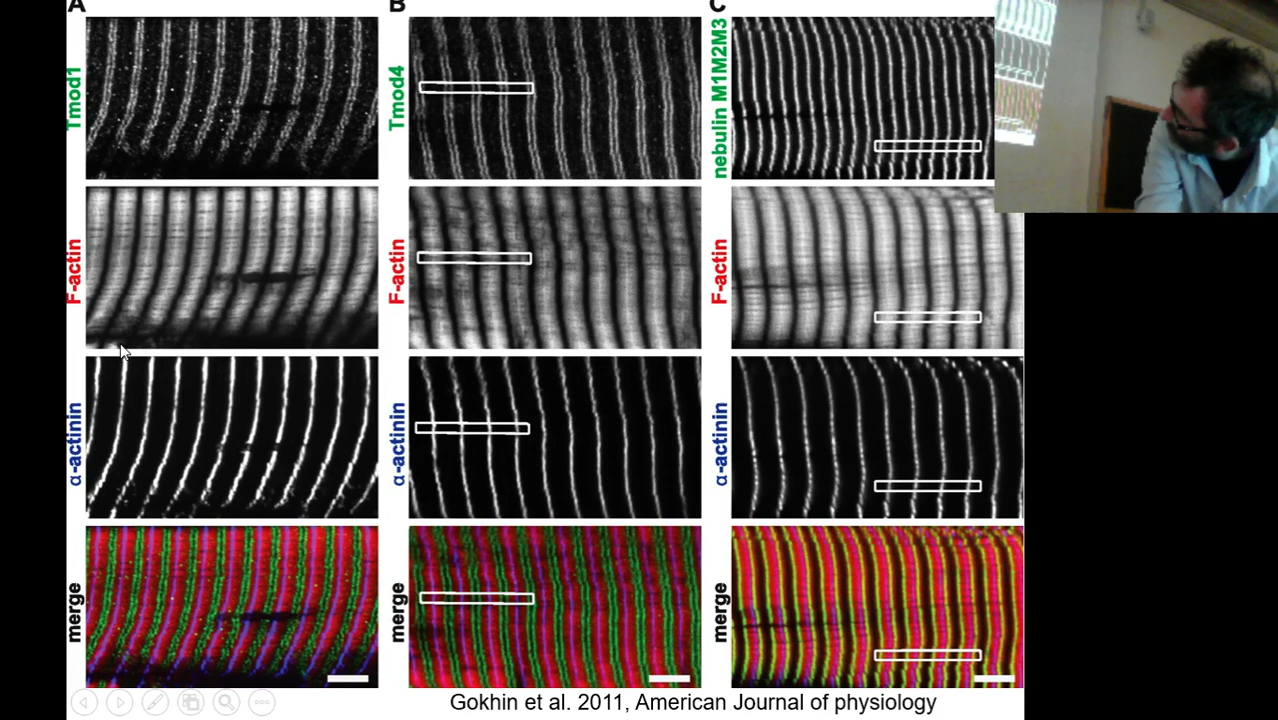 A
B
C
Tmod1
Tmod4
nebulin M1M2M3
F-actin
F-actin
F-actin
α-actinin
α-actinin
α-actinin
merge
merge
merge
Gokhin et al. 2011, American Journal of physiology